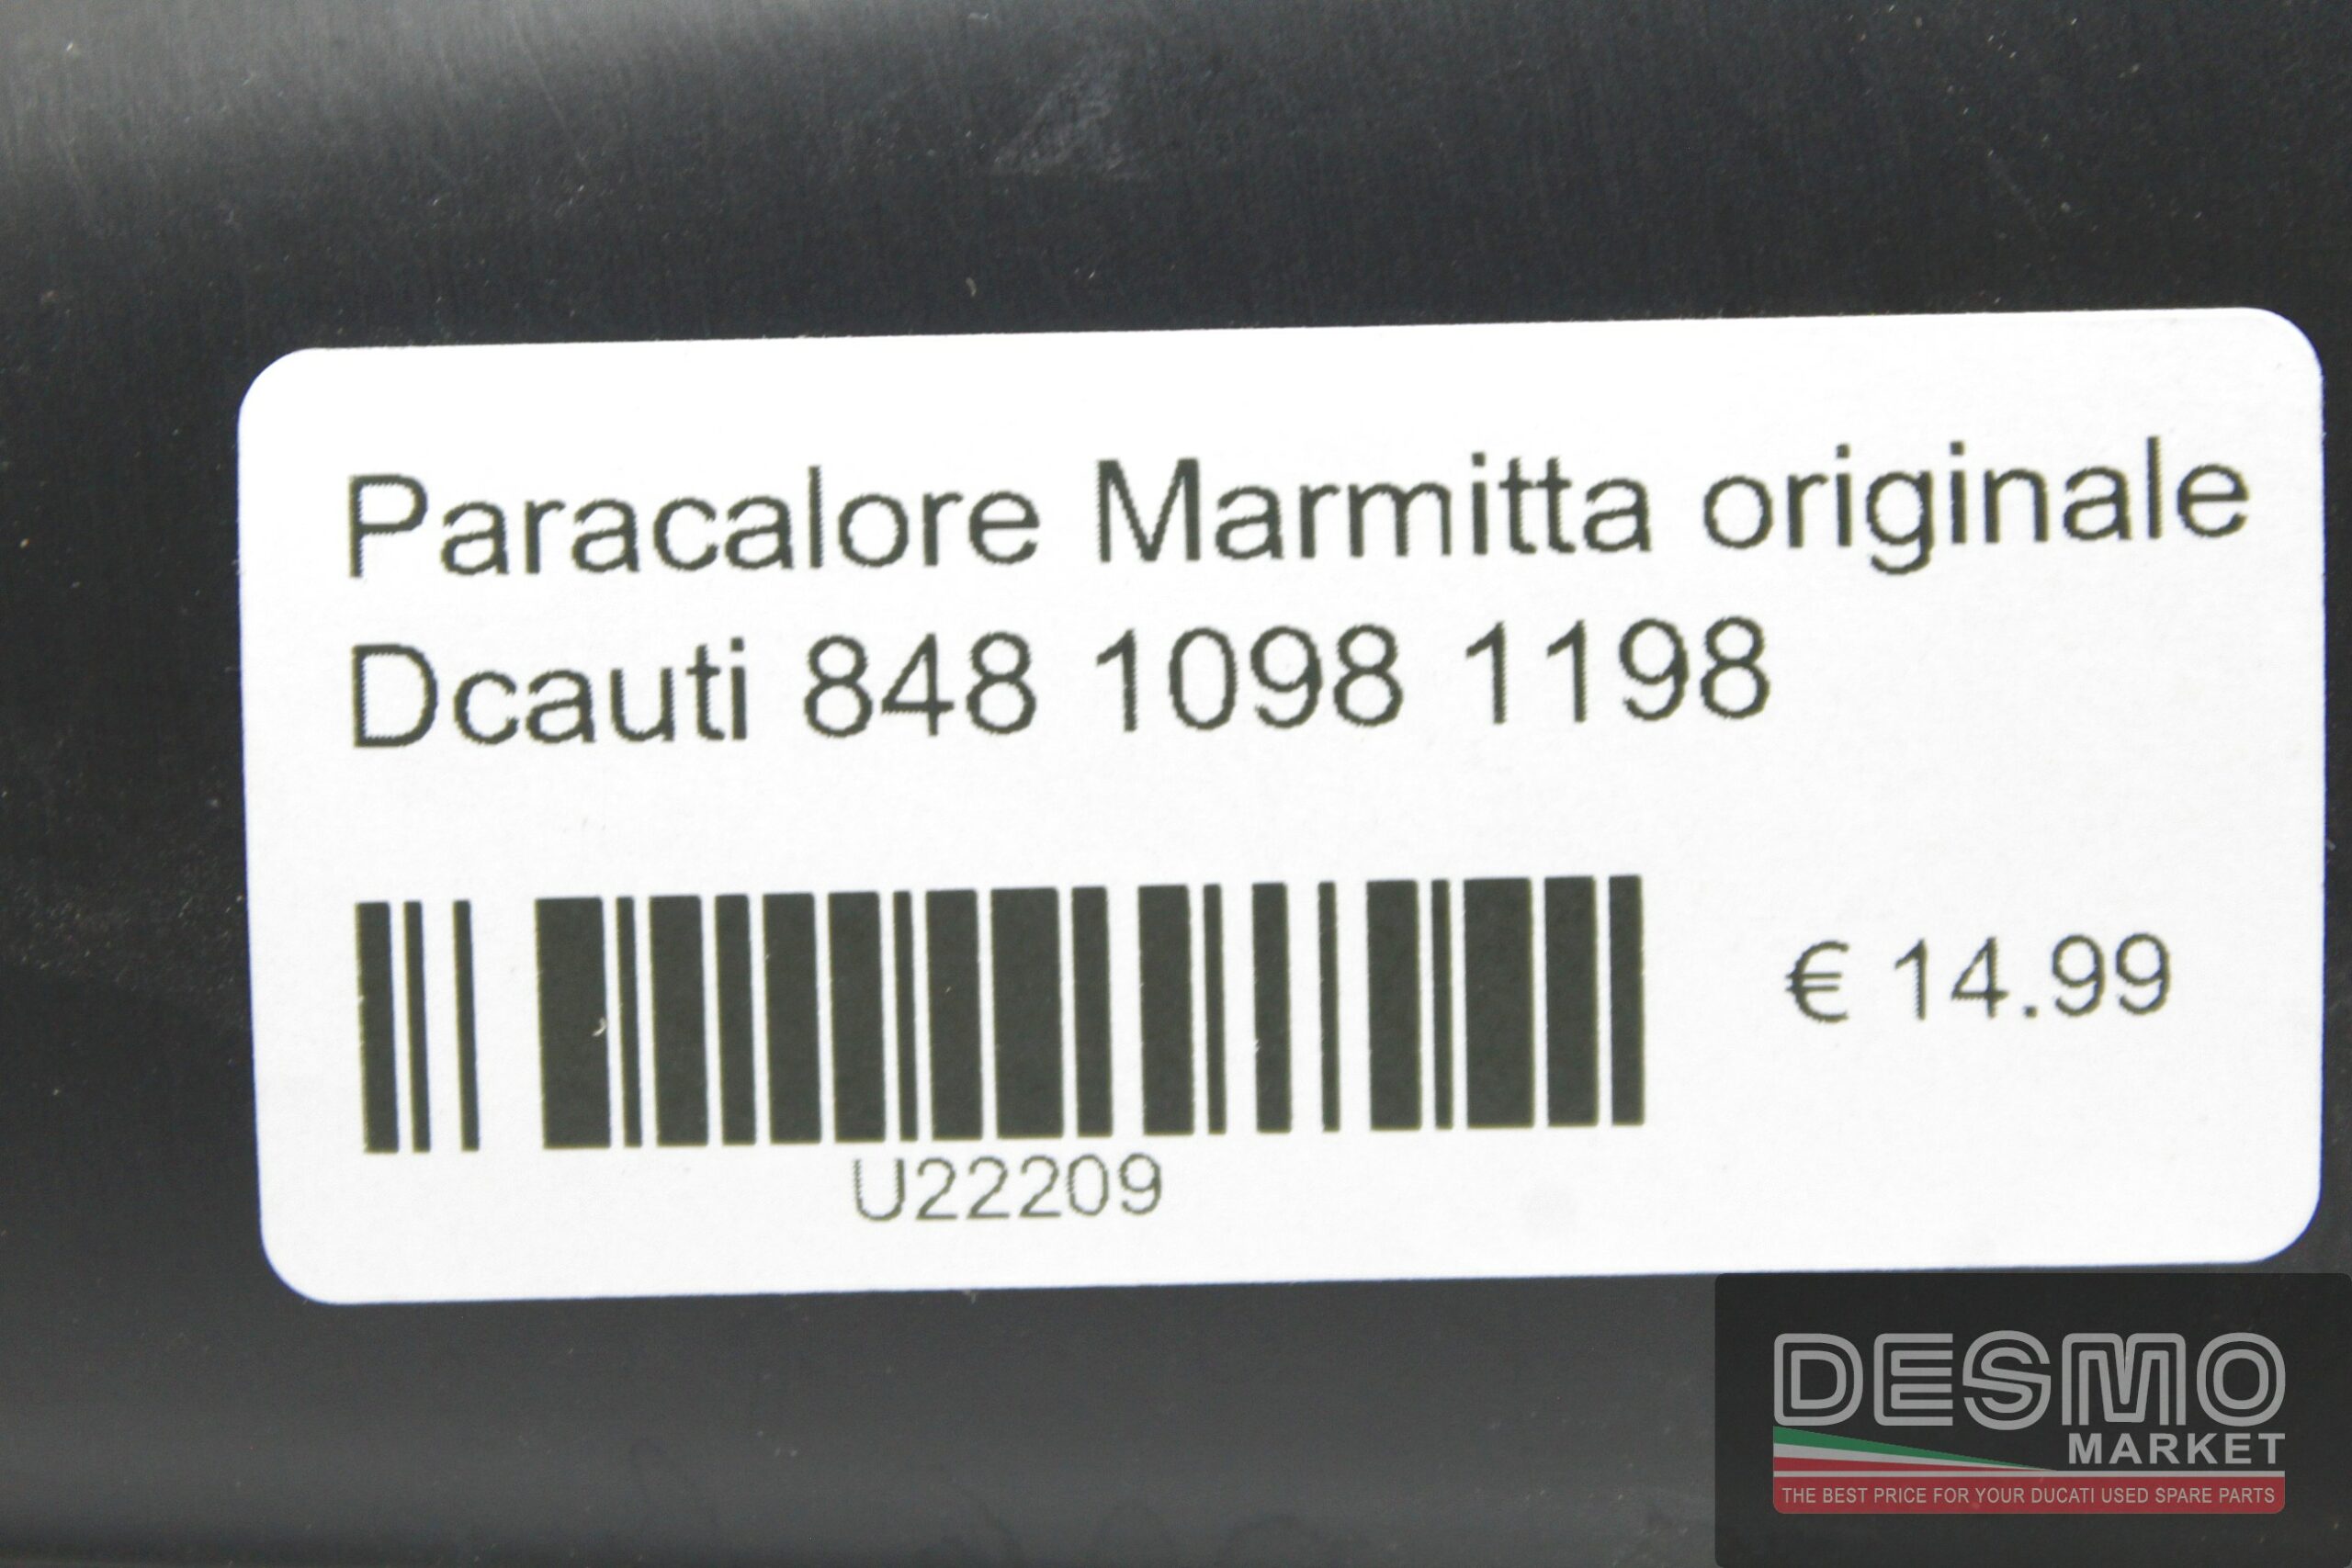 Paracalore Marmitta originale
Dcauti 848 1098 1198
€ 14.99
U22209
DESMO
MARKET
THE BEST PRICE FOR YOUR DUCATI USED SPARE PARTS